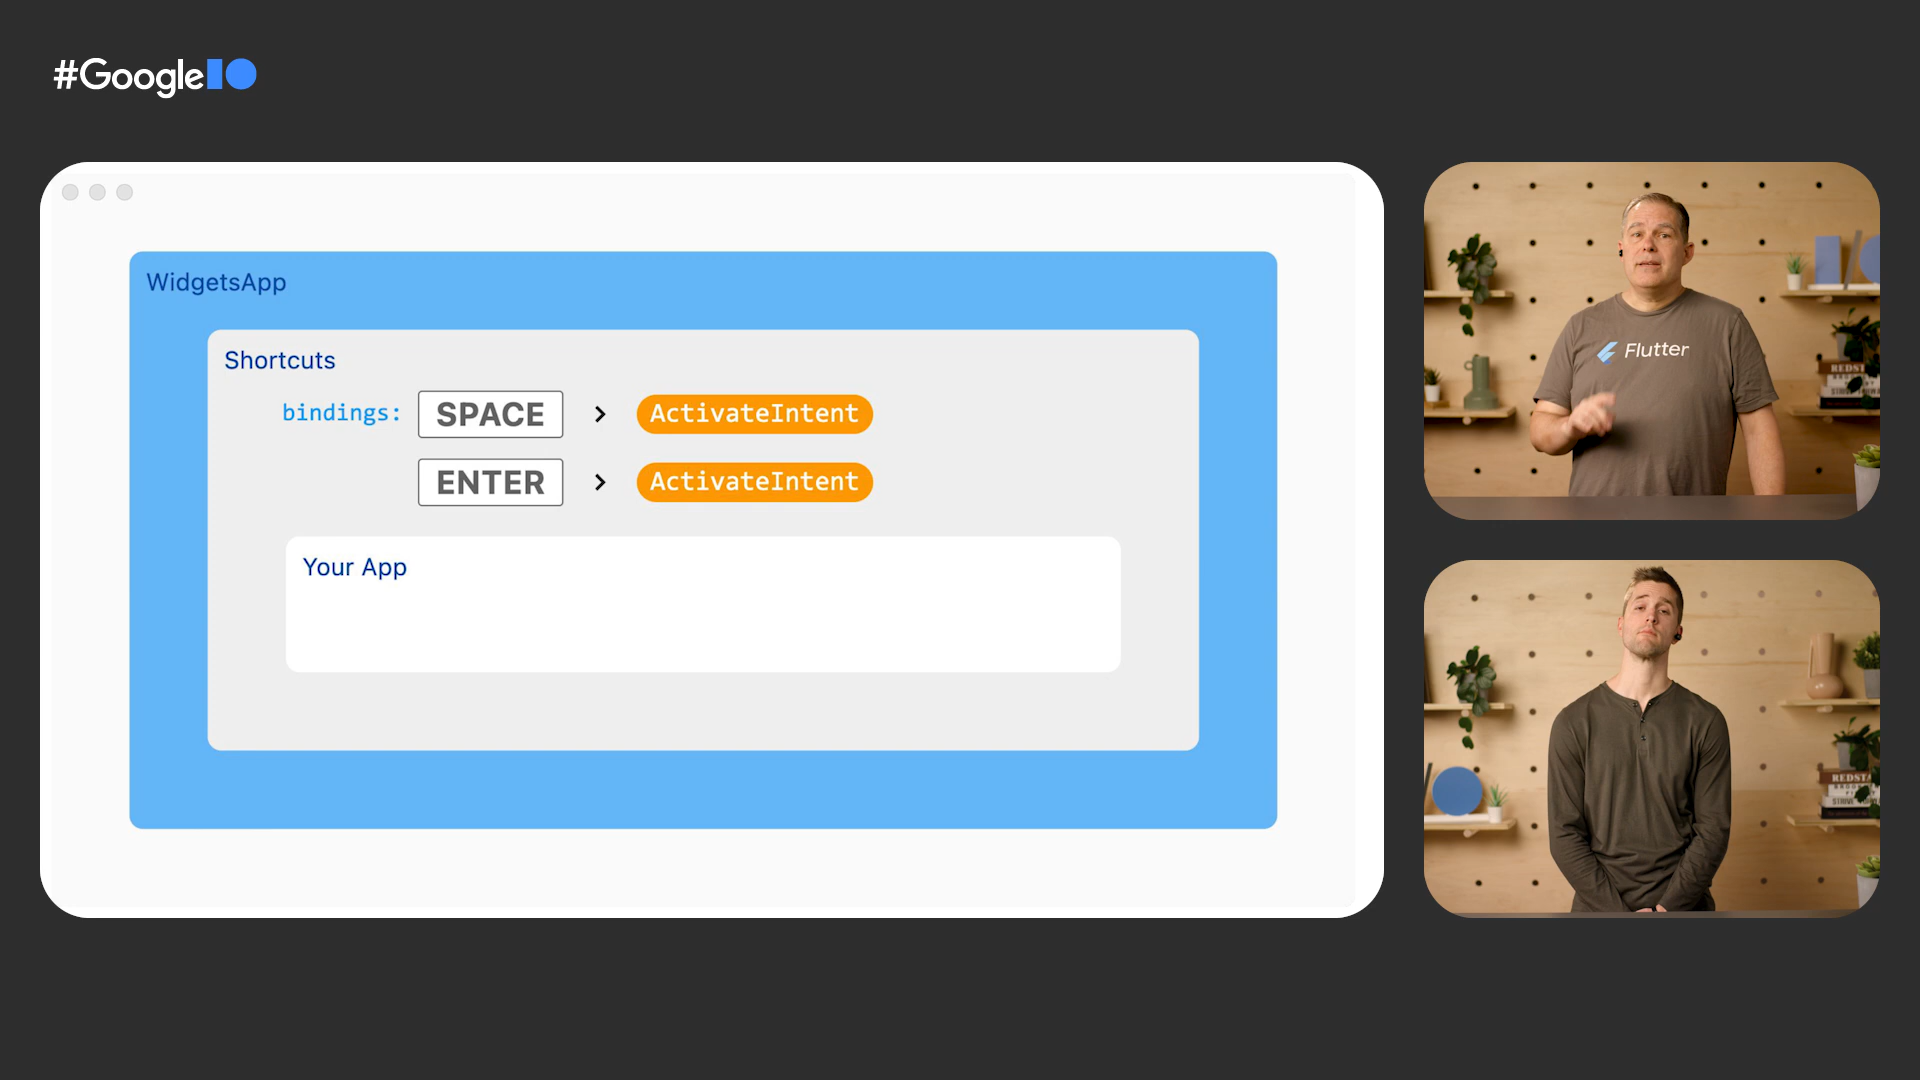 #GoogleIO
WidgetsApp
Shortcuts
bindings: SPACE > ActivateIntent
ENTER > ActivateIntent
Your App
Flutter
I/O